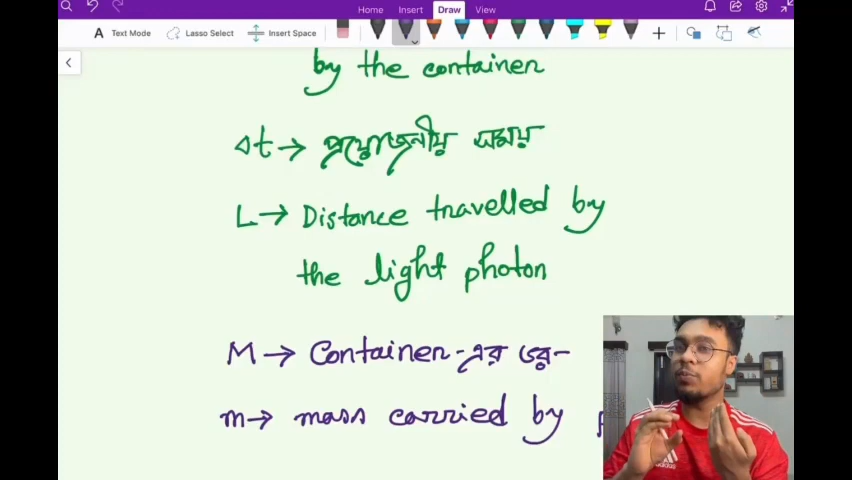 Home Insert Draw View
A Text Mode Lasso Select Insert Space
by the container
Δt → প্রয়োজনীয় সময়
L → Distance travelled by
the light photon
M → Container-এর ভর-
m → mass carried by
adidas